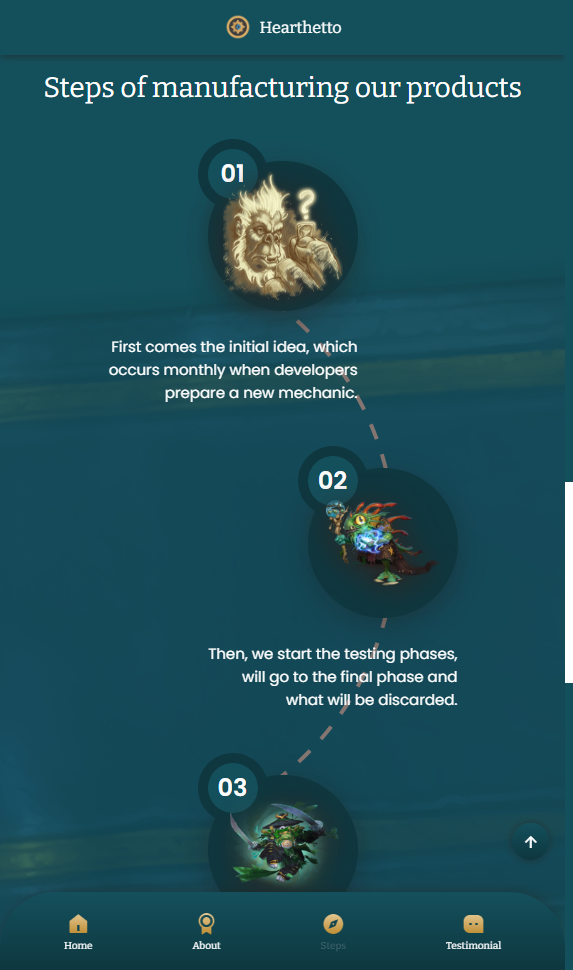 Hearthetto
Steps of manufacturing our products
01
?
First comes the initial idea, which
occurs monthly when developers
prepare a new mechanic.
02
Then, we start the testing phases,
will go to the final phase and
what will be discarded.
03
Home
About
Steps
Testimonial